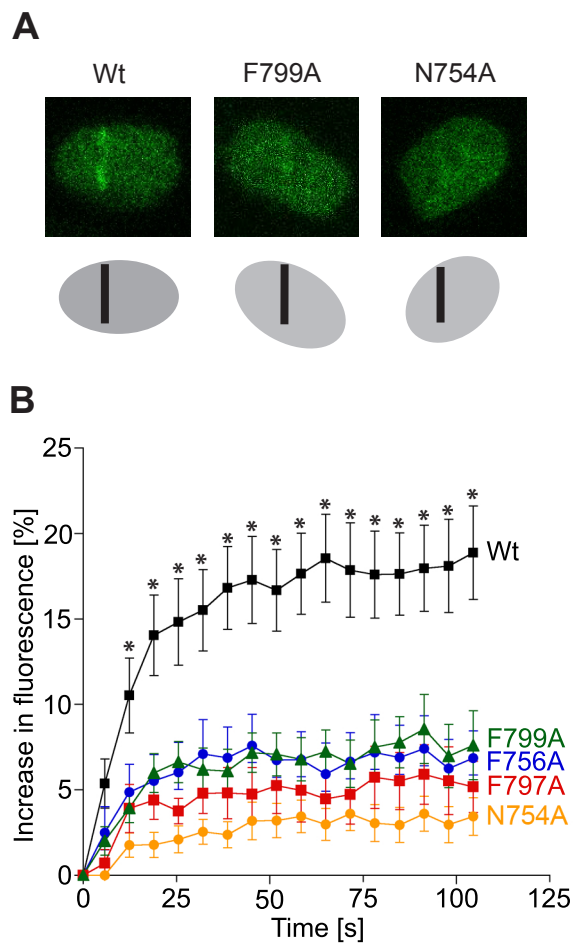 A
Wt F799A N754A
B
Increase in fluorescence [%]
25
20
15
10
5
0
* * * * * * * * * * * * * * *
Wt
F799A
F756A
F797A
N754A
0 25 50 75 100 125
Time [s]